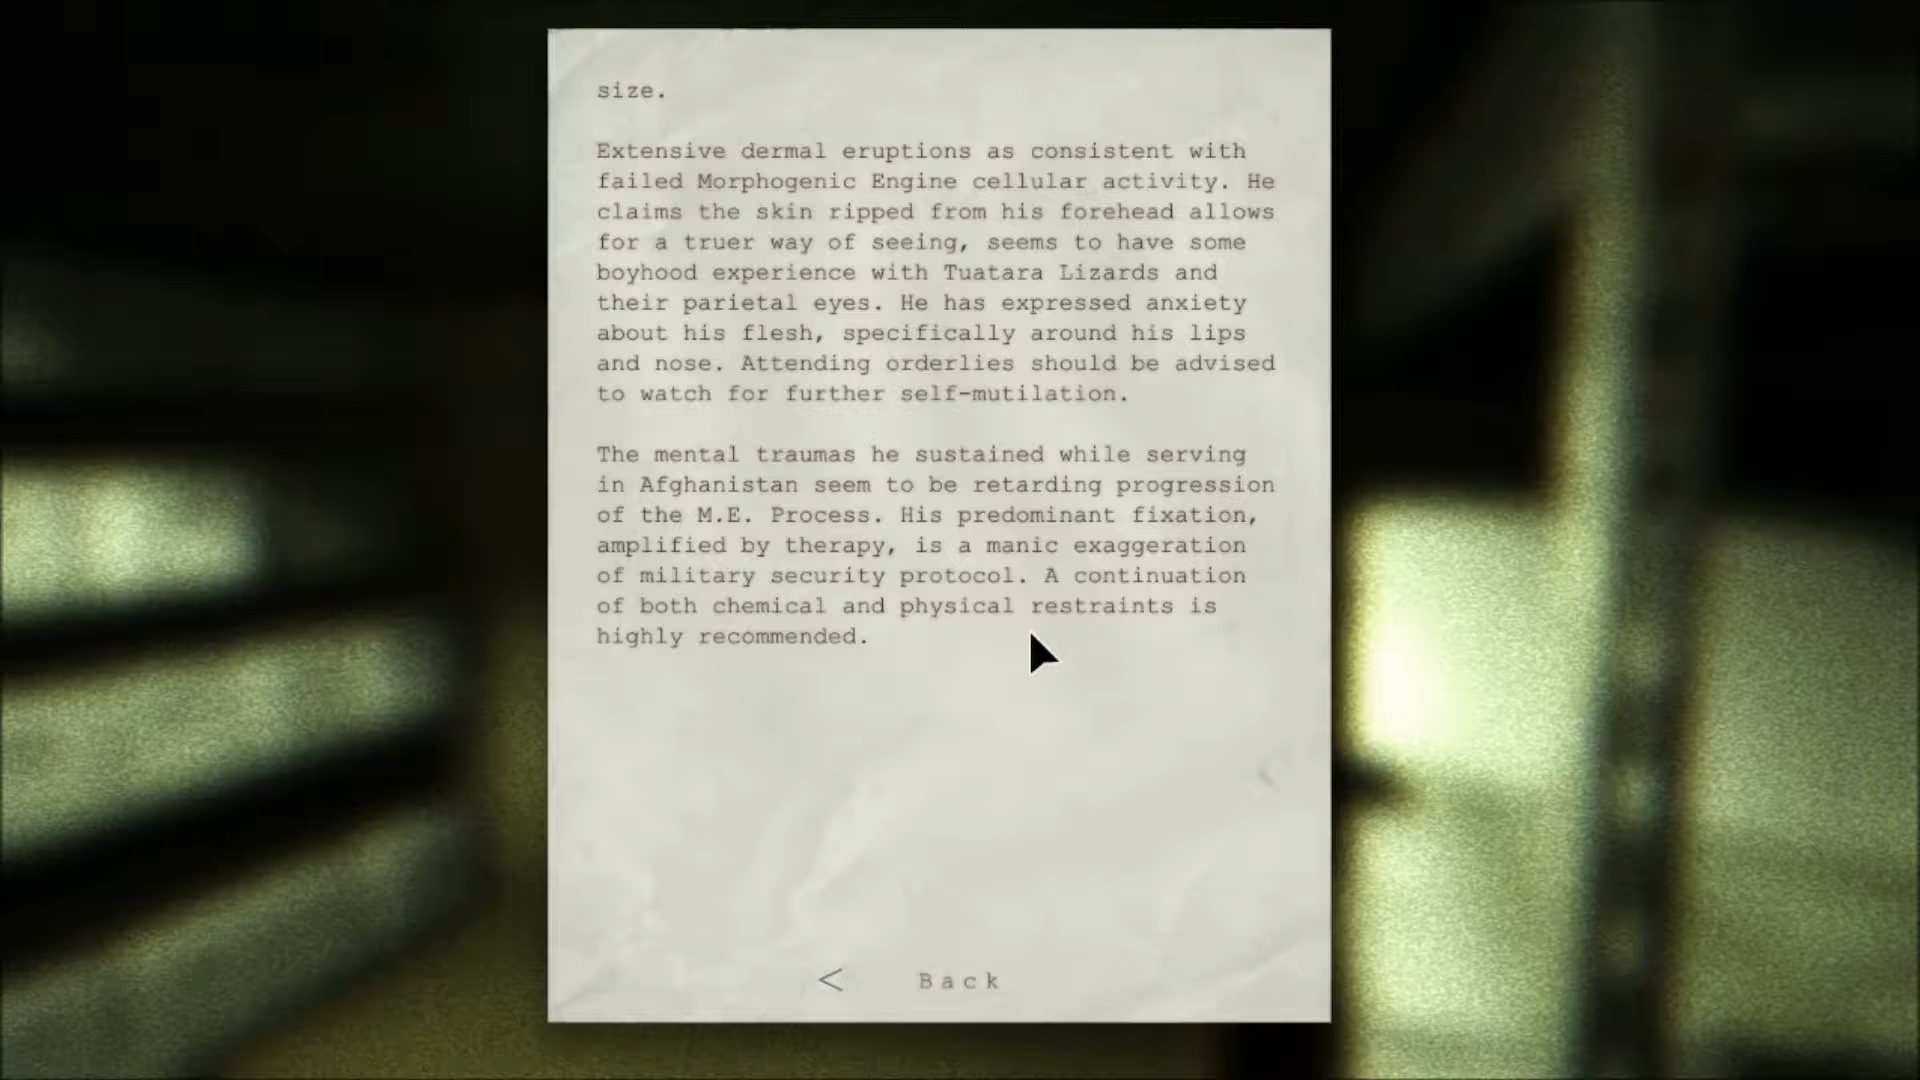 size.
Extensive dermal eruptions as consistent with
failed Morphogenic Engine cellular activity. He
claims the skin ripped from his forehead allows
for a truer way of seeing, seems to have some
boyhood experience with Tuatara Lizards and
their parietal eyes. He has expressed anxiety
about his flesh, specifically around his lips
and nose. Attending orderlies should be advised
to watch for further self-mutilation.
The mental traumas he sustained while serving
in Afghanistan seem to be retarding progression
of the M.E. Process. His predominant fixation,
amplified by therapy, is a manic exaggeration
of military security protocol. A continuation
of both chemical and physical restraints is
highly recommended.
< Back